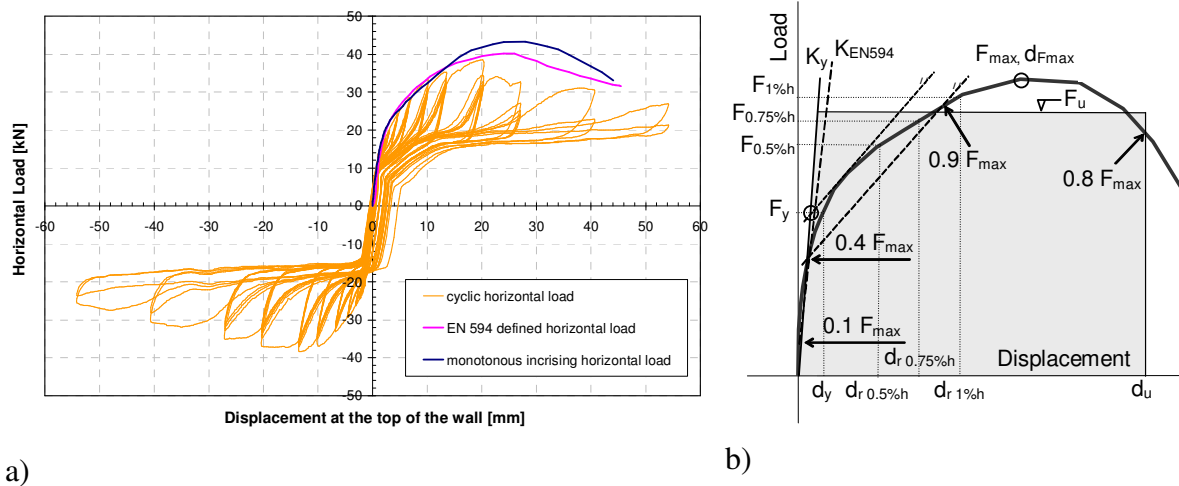 50
40
30
20
10
0
-10
-20
-30
-40
-50
-60 -50 -40 -30 -20 -10 0 10 20 30 40 50 60
Horizontal Load [kN]
cyclic horizontal load
EN 594 defined horizontal load
monotonous incrising horizontal load
Displacement at the top of the wall [mm]
a)
Load
Ky
KEN594
Fmax, dFmax
F1%h
F0.75%h
F0.5%h
Fu
0.9 Fmax
0.8 Fmax
Fy
0.4 Fmax
0.1 Fmax
Displacement
dr 0.75%h
dy dr 0.5%h dr 1%h du
b)